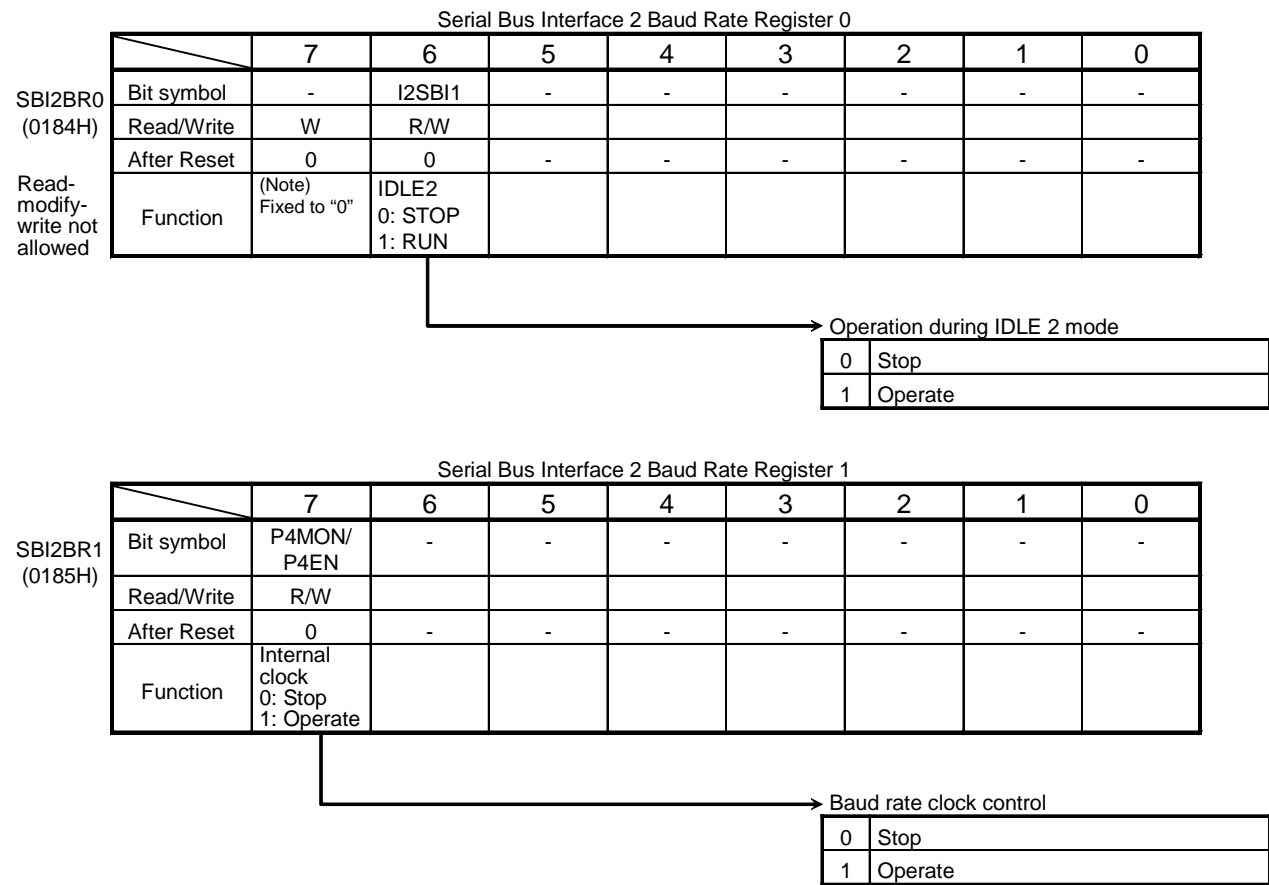 Serial Bus Interface 2 Baud Rate Register 0
7 6 5 4 3 2 1 0
SBI2BR0
(0184H)
Bit symbol - I2SBI1 - - - - - -
Read/Write W R/W
After Reset 0 0 - - - - - -
Read-
modify-
write not
allowed
Function
(Note)
Fixed to “0”
IDLE2
0: STOP
1: RUN
Operation during IDLE 2 mode
0 Stop
1 Operate
Serial Bus Interface 2 Baud Rate Register 1
7 6 5 4 3 2 1 0
SBI2BR1
(0185H)
Bit symbol P4MON/
P4EN
- - - - - - -
Read/Write R/W
After Reset 0 - - - - - - -
Function
Internal
clock
0: Stop
1: Operate
Baud rate clock control
0 Stop
1 Operate